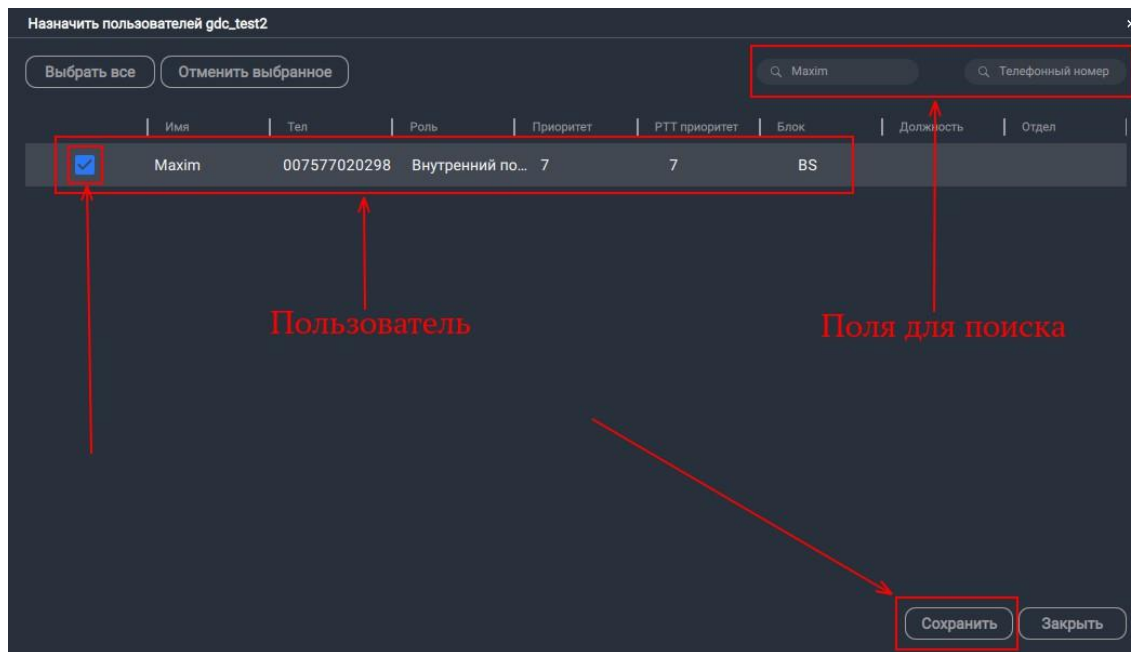 Назначить пользователей gdc_test2
Выбрать все Отменить выбранное Maxim Телефонный номер
Имя Тел Роль Приоритет РТТ приоритет Блок Должность Отдел
Maxim 007577020298 Внутренний по... 7 7 BS
Пользователь Поля для поиска
Сохранить Закрыть